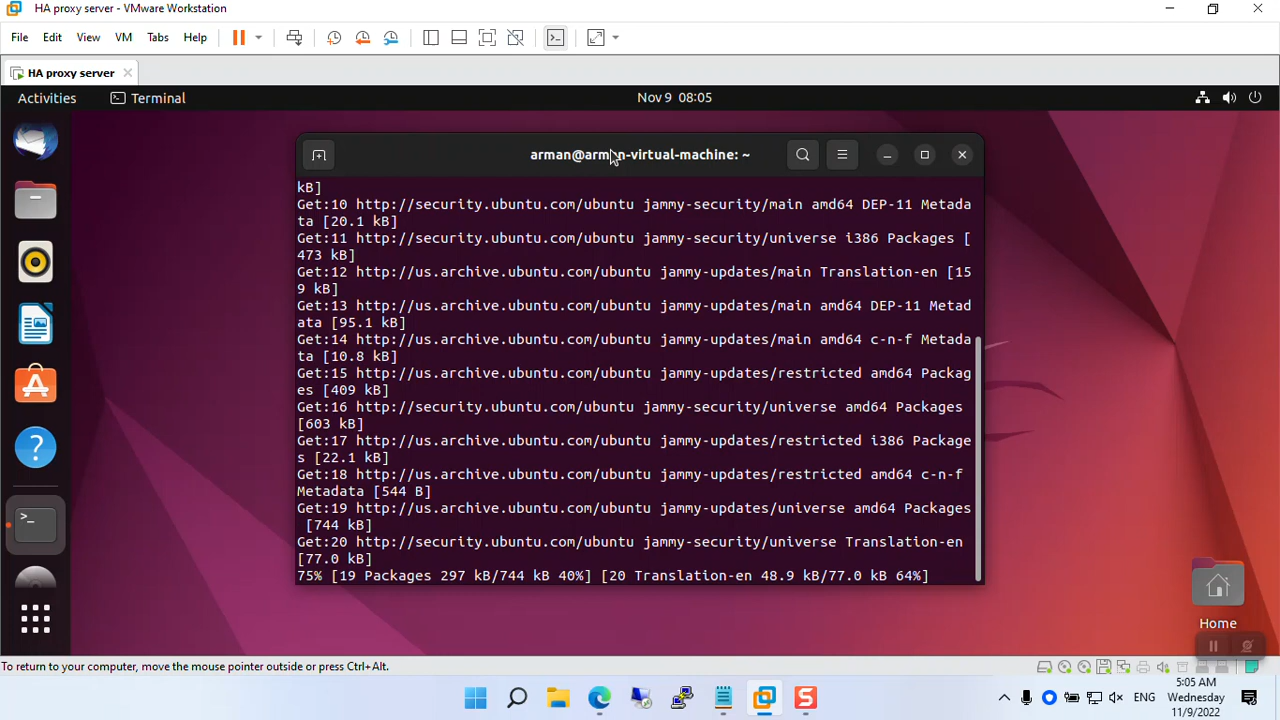 HA proxy server - VMware Workstation
File Edit View VM Tabs Help
HA proxy server
Activities Terminal Nov 9 08:05
arman@arman-virtual-machine: ~
kB]
Get:10 http://security.ubuntu.com/ubuntu jammy-security/main amd64 DEP-11 Metada
ta [20.1 kB]
Get:11 http://security.ubuntu.com/ubuntu jammy-security/universe i386 Packages [
473 kB]
Get:12 http://us.archive.ubuntu.com/ubuntu jammy-updates/main Translation-en [15
9 kB]
Get:13 http://us.archive.ubuntu.com/ubuntu jammy-updates/main amd64 DEP-11 Metad
ata [95.1 kB]
Get:14 http://us.archive.ubuntu.com/ubuntu jammy-updates/main amd64 c-n-f Metada
ta [10.8 kB]
Get:15 http://us.archive.ubuntu.com/ubuntu jammy-updates/restricted amd64 Packag
es [409 kB]
Get:16 http://security.ubuntu.com/ubuntu jammy-security/universe amd64 Packages
[603 kB]
Get:17 http://us.archive.ubuntu.com/ubuntu jammy-updates/restricted i386 Package
s [22.1 kB]
Get:18 http://us.archive.ubuntu.com/ubuntu jammy-updates/restricted amd64 c-n-f
Metadata [544 B]
Get:19 http://us.archive.ubuntu.com/ubuntu jammy-updates/universe amd64 Packages
[744 kB]
Get:20 http://security.ubuntu.com/ubuntu jammy-security/universe Translation-en
[77.0 kB]
75% [19 Packages 297 kB/744 kB 40%] [20 Translation-en 48.9 kB/77.0 kB 64%]
Home
To return to your computer, move the mouse pointer outside or press Ctrl+Alt.
ENG
5:05 AM
Wednesday
11/9/2022